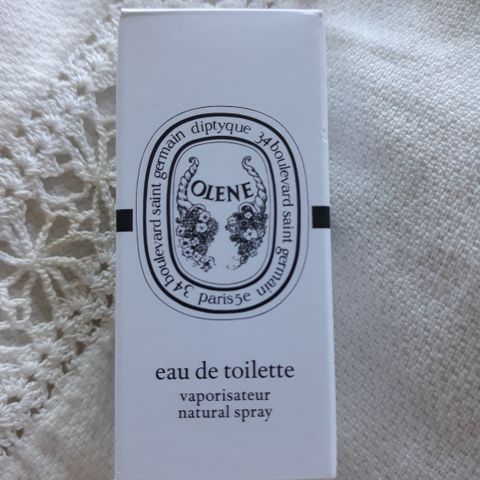 34 boulevard saint germain diptyque 34 boulevard saint germain
OLENE
paris 5e
eau de toilette
vaporisateur
natural spray